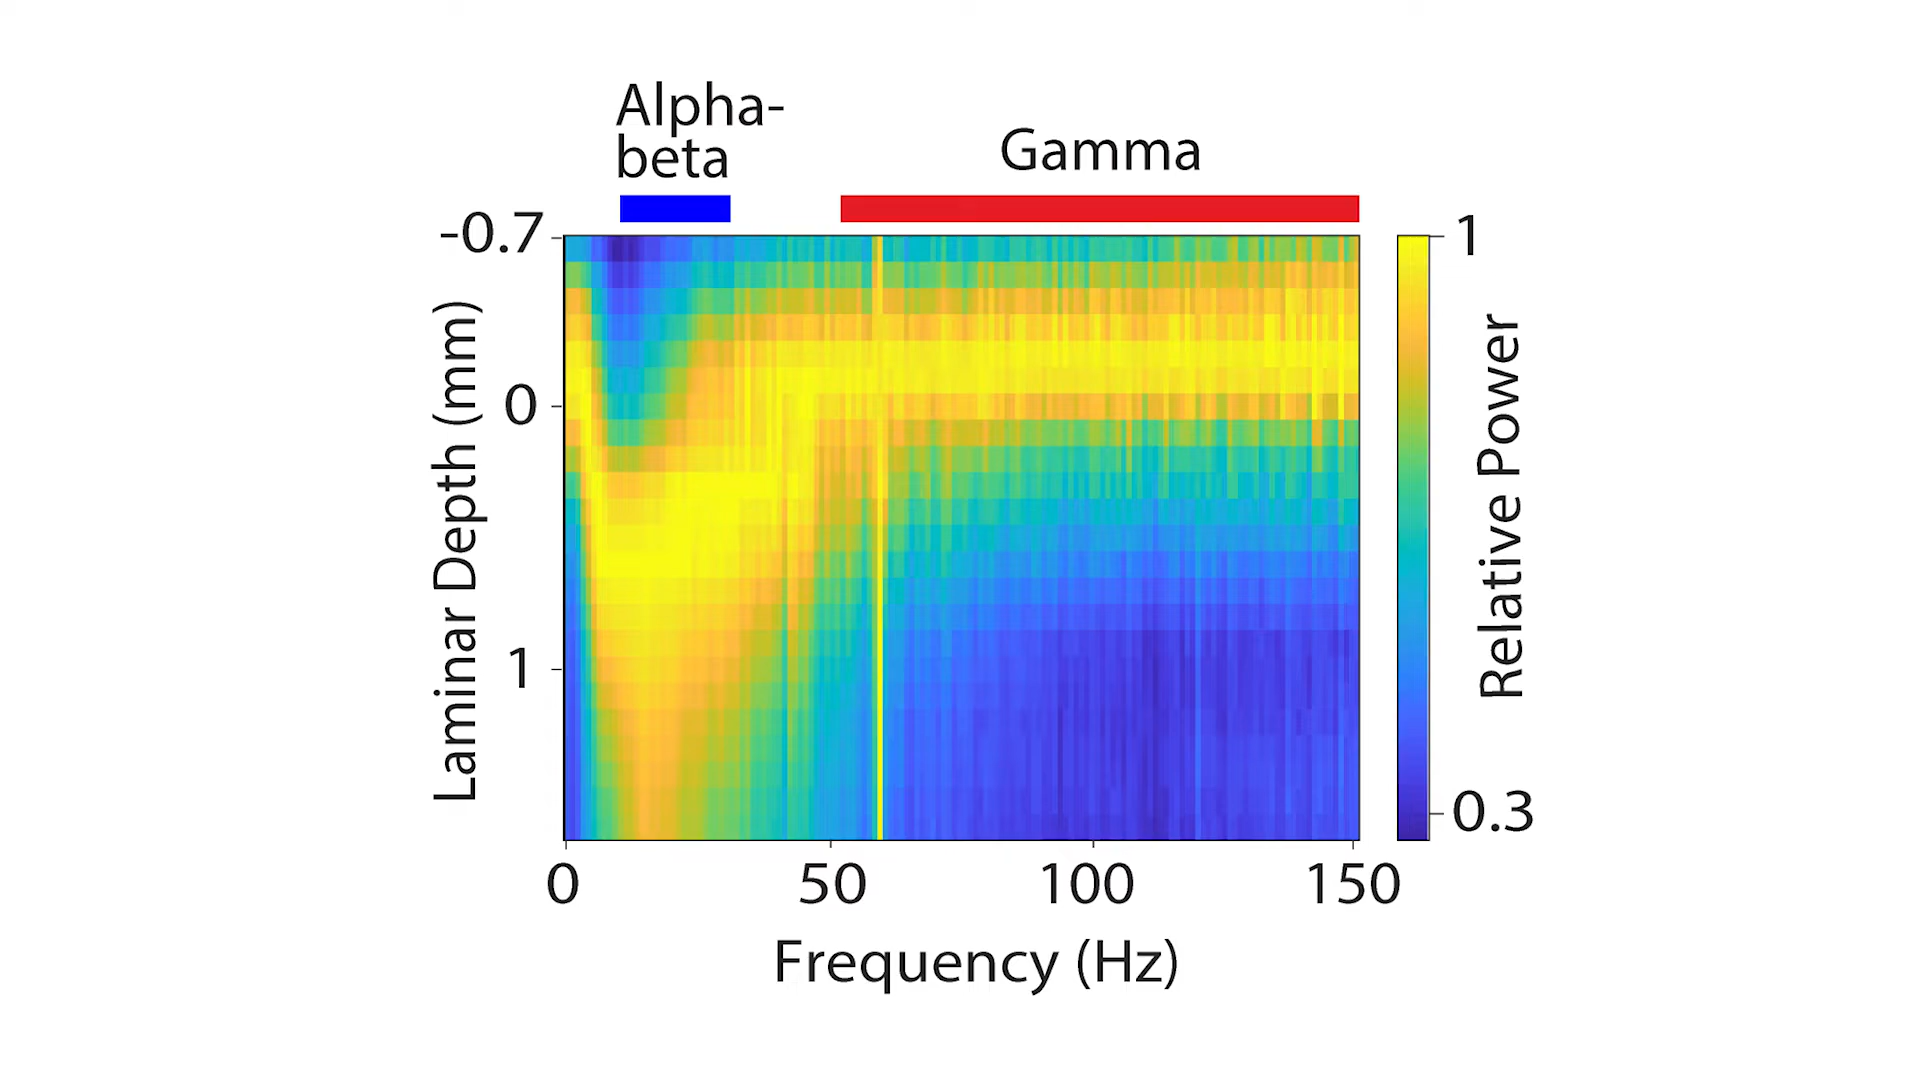 Alpha-
beta
Gamma
-0.7
0
1
Laminar Depth (mm)
0
50
100
150
Frequency (Hz)
1
0.3
Relative Power